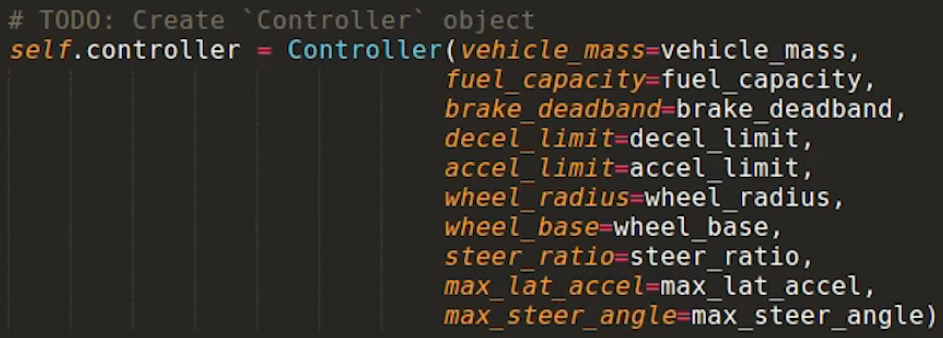 # TODO: Create `Controller` object
self.controller = Controller(vehicle_mass=vehicle_mass,
fuel_capacity=fuel_capacity,
brake_deadband=brake_deadband,
decel_limit=decel_limit,
accel_limit=accel_limit,
wheel_radius=wheel_radius,
wheel_base=wheel_base,
steer_ratio=steer_ratio,
max_lat_accel=max_lat_accel,
max_steer_angle=max_steer_angle)